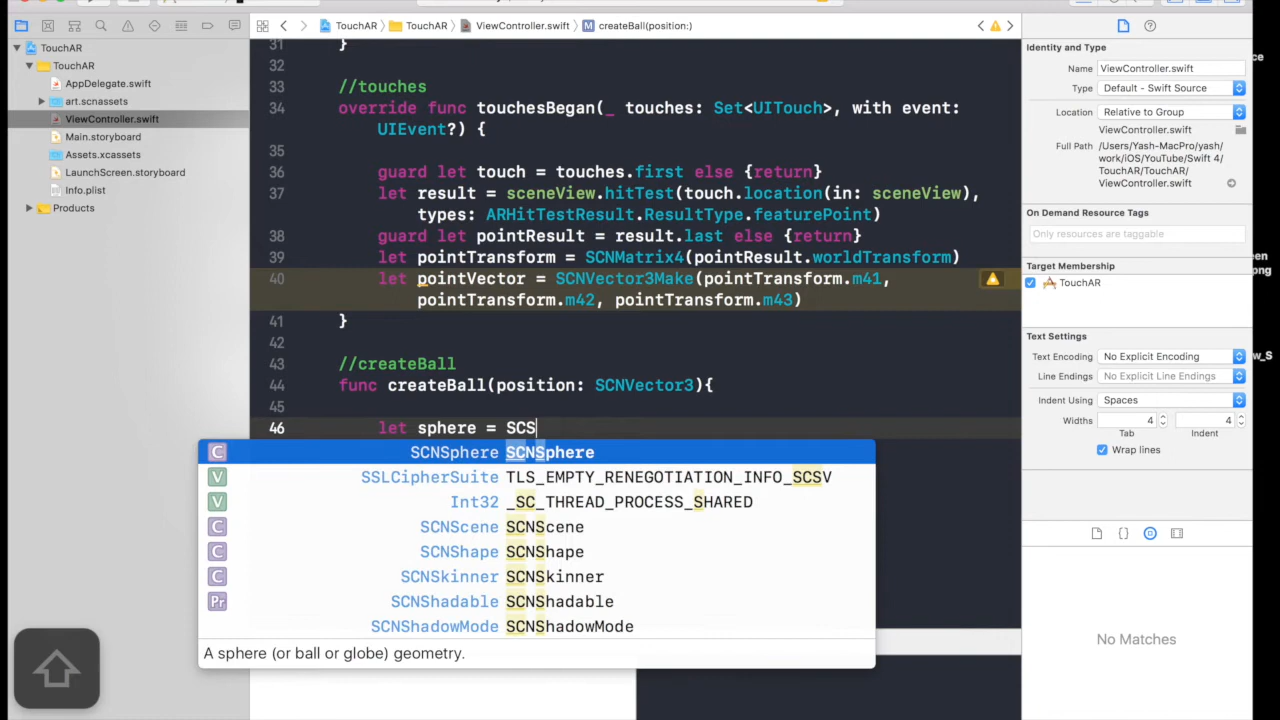 TouchAR
TouchAR
ViewController.swift
M createBall(position:)
TouchAR
TouchAR
AppDelegate.swift
art.scnassets
ViewController.swift
Main.storyboard
Assets.xcassets
LaunchScreen.storyboard
Info.plist
Products
31 }
32
33 //touches
34 override func touchesBegan(_ touches: Set<UITouch>, with event:
UIEvent?) {
35
36 guard let touch = touches.first else {return}
37 let result = sceneView.hitTest(touch.location(in: sceneView),
types: ARHitTestResult.ResultType.featurePoint)
38 guard let pointResult = result.last else {return}
39 let pointTransform = SCNMatrix4(pointResult.worldTransform)
40 let pointVector = SCNVector3Make(pointTransform.m41,
pointTransform.m42, pointTransform.m43)
41 }
42
43 //createBall
44 func createBall(position: SCNVector3){
45
46 let sphere = SCS
C SCNSphere SCNSphere
V SSLCipherSuite TLS_EMPTY_RENEGOTIATION_INFO_SCSV
V Int32 _SC_THREAD_PROCESS_SHARED
C SCNScene SCNScene
C SCNShape SCNShape
C SCNSkinner SCNSkinner
Pr SCNShadable SCNShadable
SCNShadowMode SCNShadowMode
A sphere (or ball or globe) geometry.
Identity and Type
Name ViewController.swift
Type Default - Swift Source
Location Relative to Group
ViewController.swift
Full Path /Users/Yash-MacPro/yash/
work/iOS/YouTube/Swift 4/
TouchAR/TouchAR/
ViewController.swift
On Demand Resource Tags
Only resources are taggable
Target Membership
TouchAR
Text Settings
Text Encoding No Explicit Encoding
Line Endings No Explicit Line Endings
Indent Using Spaces
Widths 4 4
Tab Indent
Wrap lines
No Matches
ce
een
ong
w_S